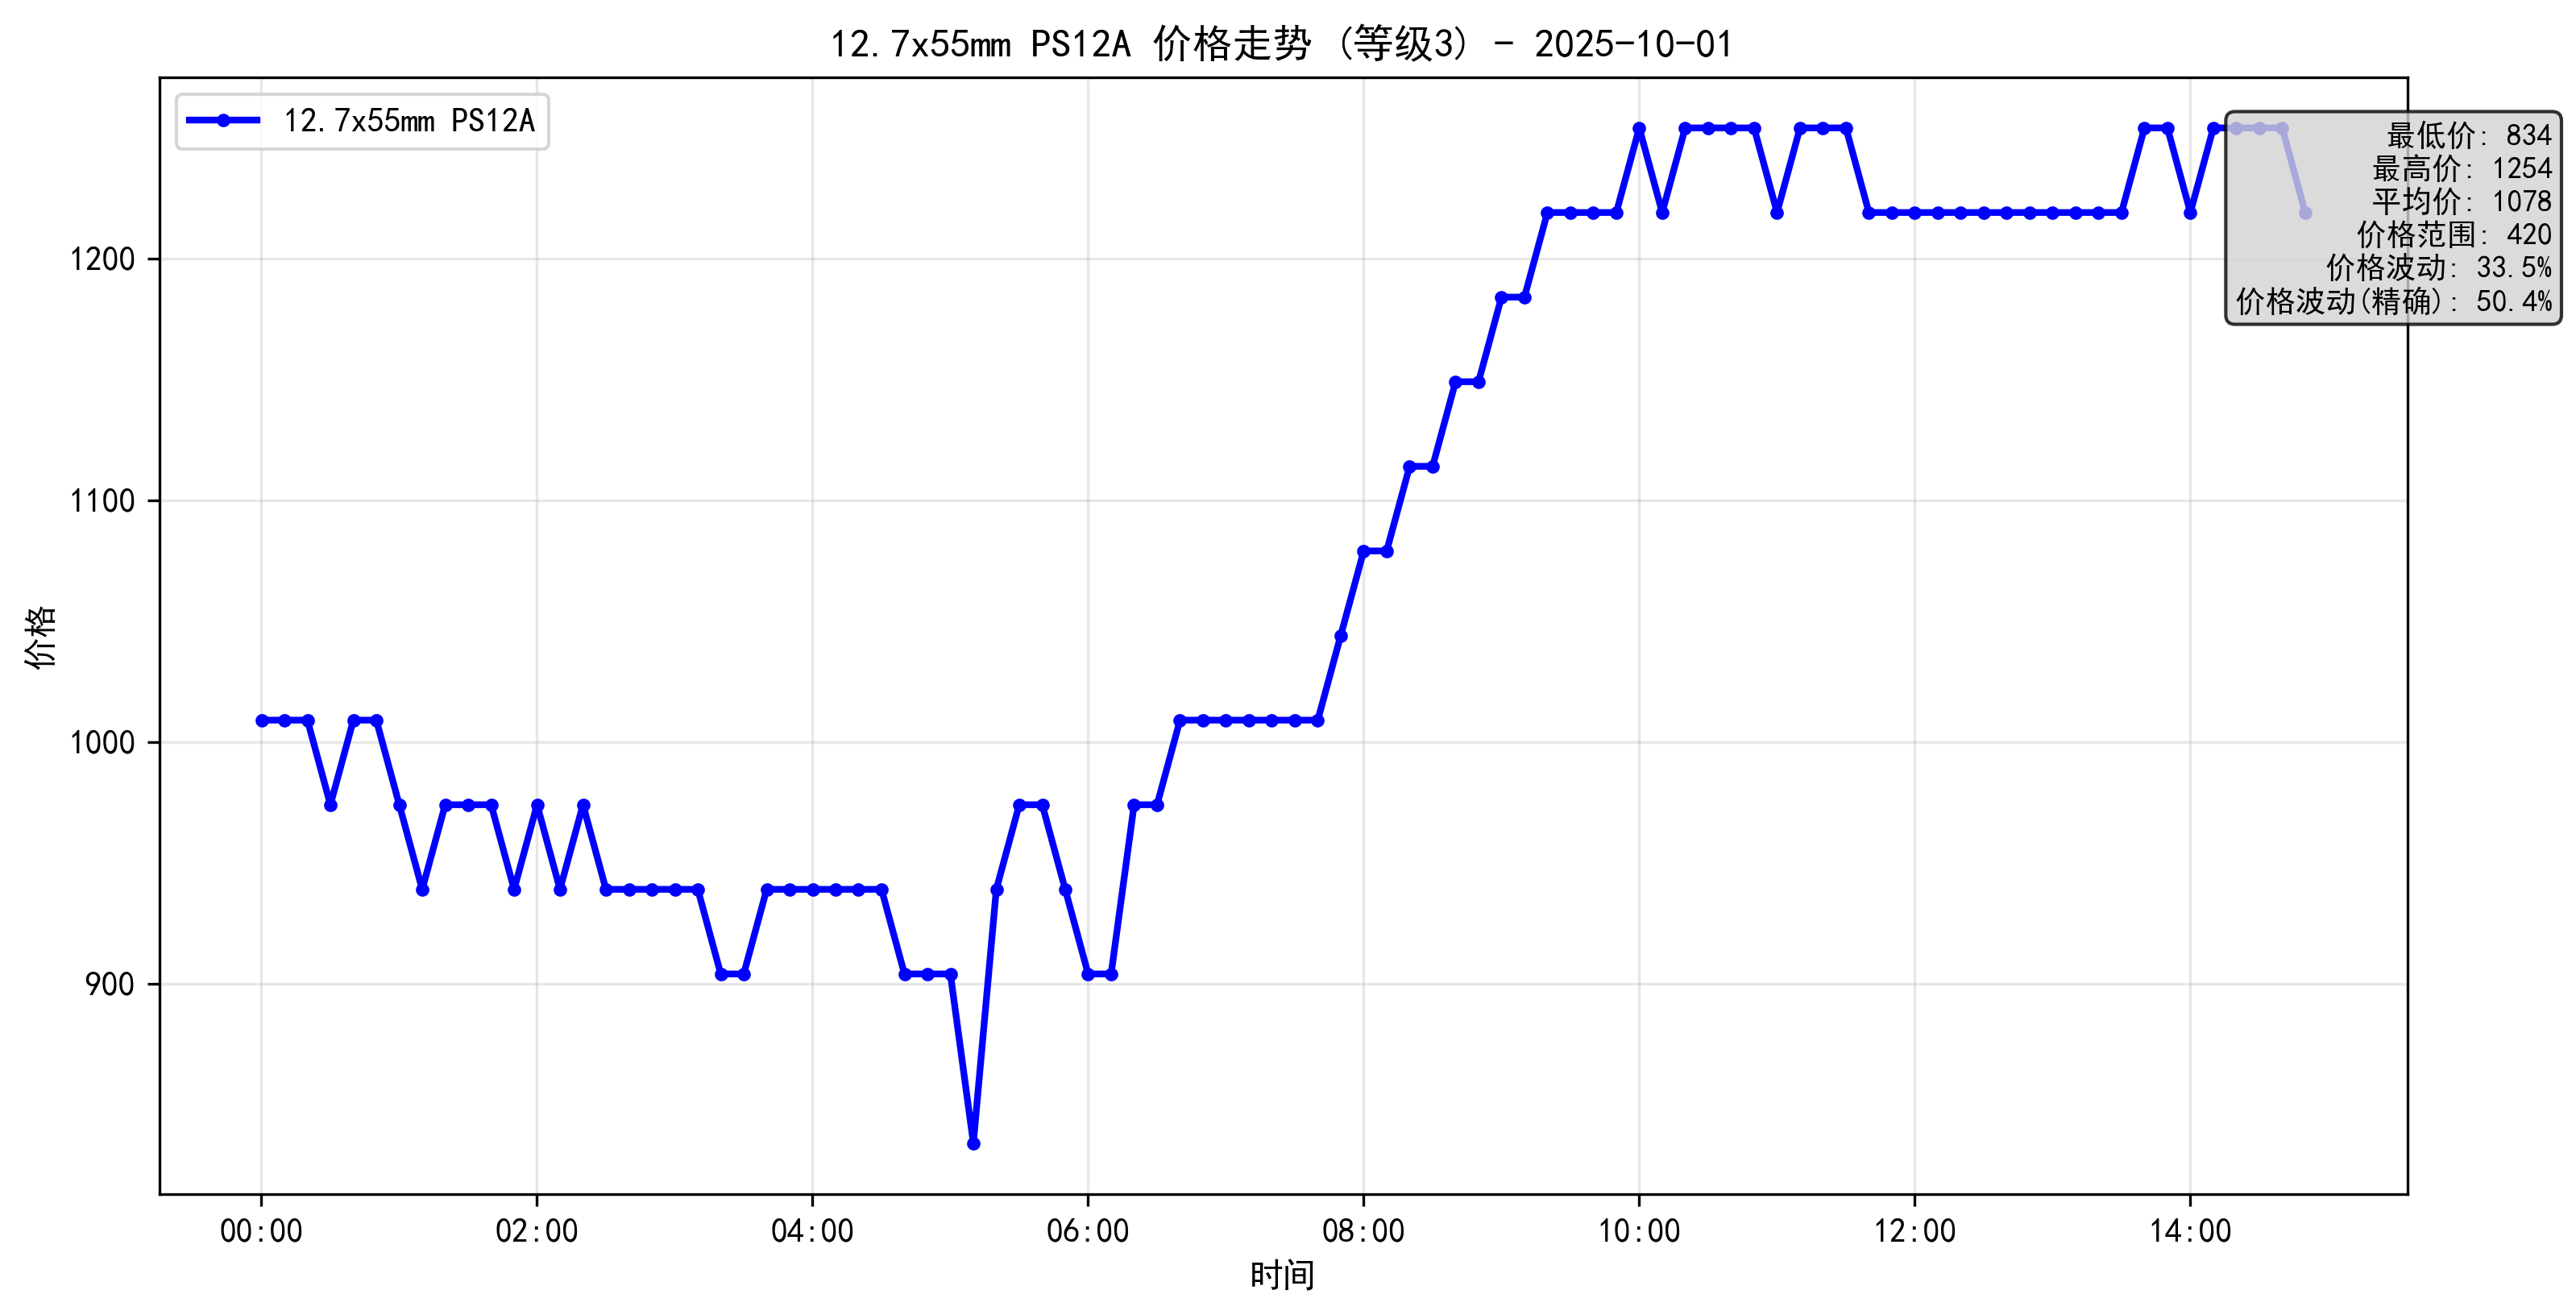 12.7x55mm PS12A 价格走势 (等级3) - 2025-10-01
12.7x55mm PS12A
最低价: 834
最高价: 1254
平均价: 1078
价格范围: 420
价格波动: 33.5%
价格波动(精确): 50.4%
价格
1200
1100
1000
900
00:00 02:00 04:00 06:00 08:00 10:00 12:00 14:00
时间